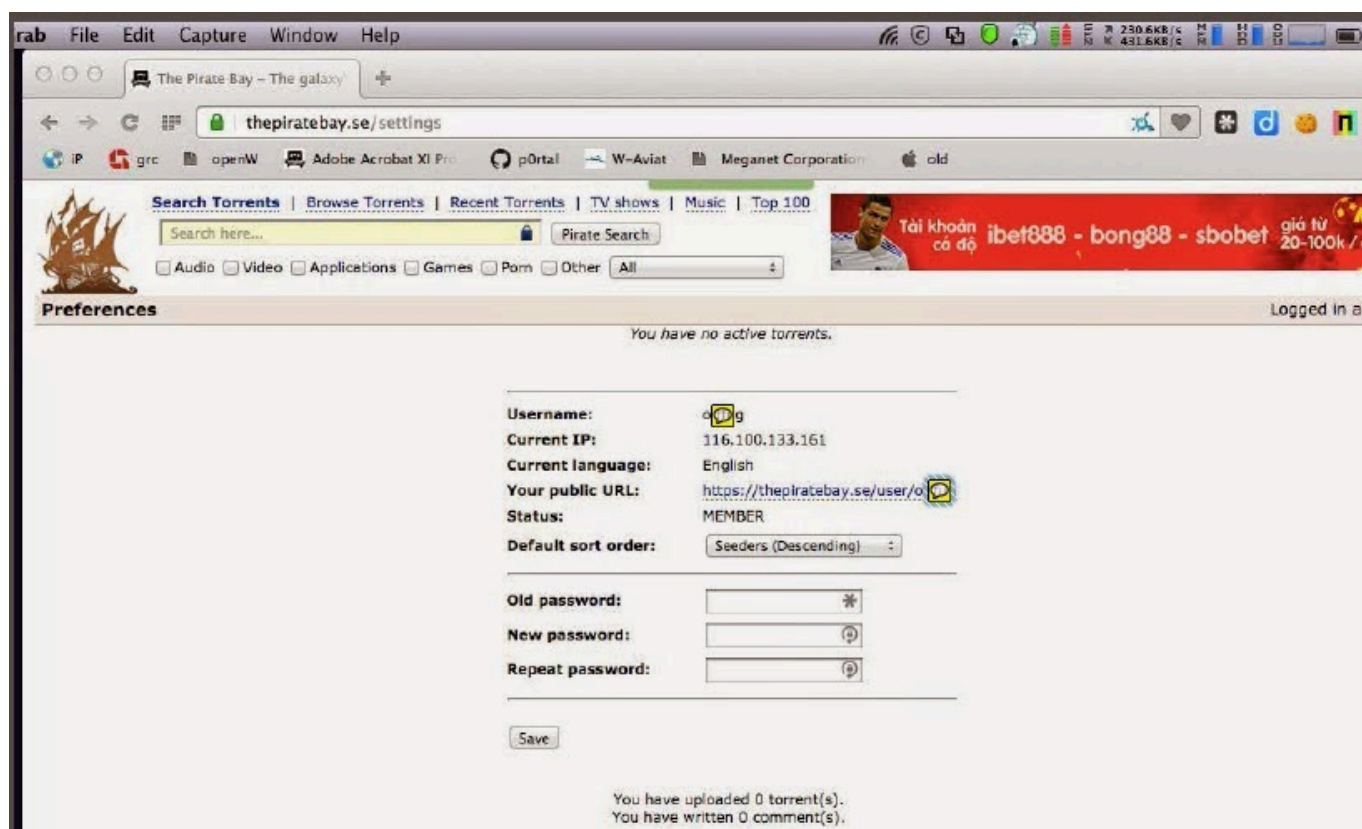 rab File Edit Capture Window Help 230.6KB/s
431.6KB/s
The Pirate Bay – The galaxy'
thepiratebay.se/settings
iP grc openW Adobe Acrobat XI Pro p0rtal W-Aviat Meganet Corporation old
Search Torrents | Browse Torrents | Recent Torrents | TV shows | Music | Top 100
Search here... Pirate Search
Audio Video Applications Games Porn Other All
Tài khoản cá độ ibet888 - bong88 - sbobet giá từ 20-100k /
Preferences Logged in a
You have no active torrents.
Username: o g
Current IP: 116.100.133.161
Current language: English
Your public URL: https://thepiratebay.se/user/o
Status: MEMBER
Default sort order: Seeders (Descending)
Old password:
New password:
Repeat password:
Save
You have uploaded 0 torrent(s).
You have written 0 comment(s).